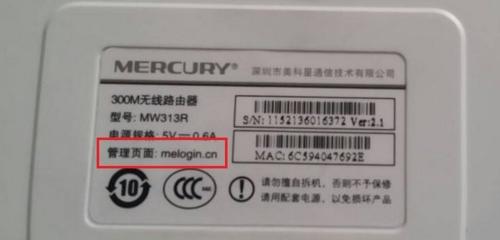 MERCURY® 深圳市美科星通信技术有限公司
300M无线路由器
型号: MW313R
S/N: 1152136016372 Ver:2.1
电源规格: 5V⎓0.6A
管理页面: melogin.cn
MAC: 6C594047692E
10
CCC
请勿擅自拆机，否则不予保修
请用配套电源，以免损坏产品